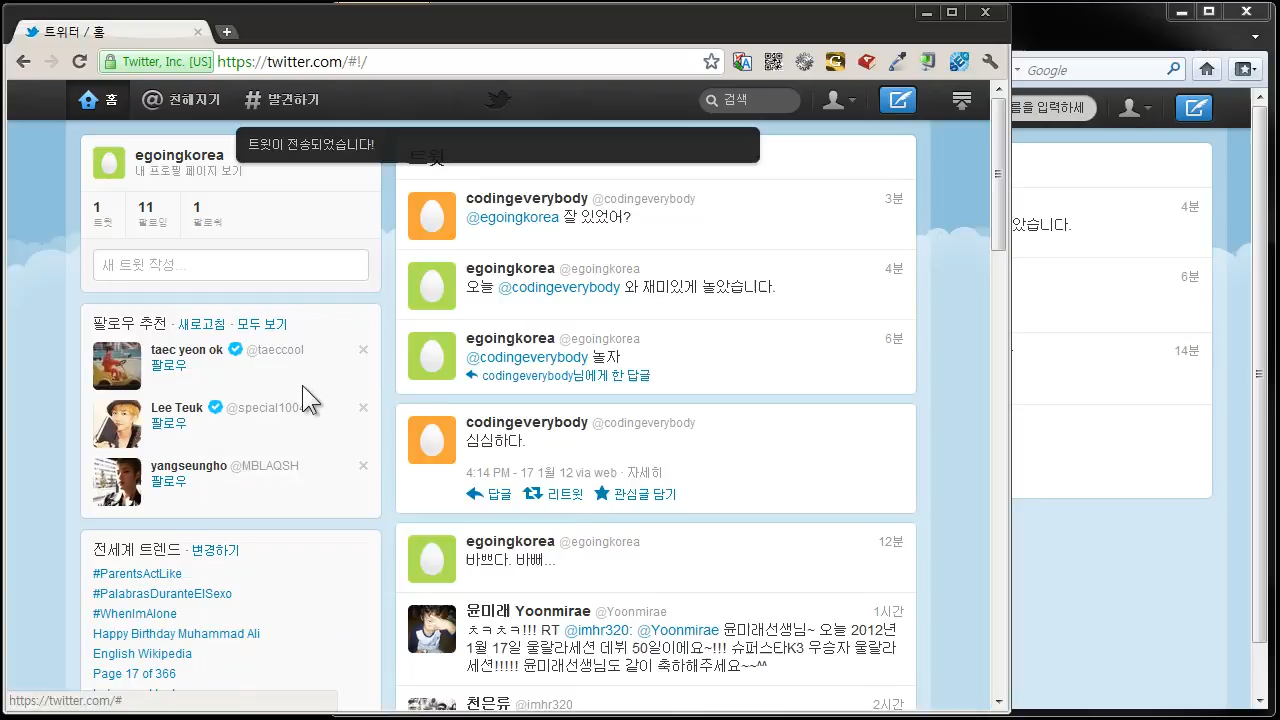 트위터 / 홈
Twitter, Inc. [US] https://twitter.com/#!/
Google
홈 @ 친해지기 # 발견하기 검색
름을 입력하세
트윗이 전송되었습니다!
egoingkorea
내 프로필 페이지 보기
1 11 1
트윗 팔로잉 팔로워
새 트윗 작성...
팔로우 추천 · 새로고침 · 모두 보기
taec yeon ok @taeccool
팔로우
Lee Teuk @special100
팔로우
yangseungho @MBLAQSH
팔로우
전세계 트렌드 · 변경하기
#ParentsActLike
#PalabrasDuranteElSexo
#WhenImAlone
Happy Birthday Muhammad Ali
English Wikipedia
Page 17 of 366
트윗
codingeverybody @codingeverybody 3분
@egoingkorea 잘 있었어?
egoingkorea @egoingkorea 4분
오늘 @codingeverybody 와 재미있게 놀았습니다.
egoingkorea @egoingkorea 6분
@codingeverybody 놀자
codingeverybody님에게 한 답글
codingeverybody @codingeverybody
심심하다.
4:14 PM - 17 1월 12 via web · 자세히
답글 리트윗 관심글 담기
egoingkorea @egoingkorea 12분
바쁘다. 바뻐...
윤미래 Yoonmirae @Yoonmirae 1시간
ㅊㅋㅊㅋ!!! RT @imhr320: @Yoonmirae 윤미래선생님~ 오늘 2012년
1월 17일 울랄라세션 데뷔 50일이에요~!!! 슈퍼스타K3 우승자 울랄라
세션!!!!! 윤미래선생님도 같이 축하해주세요~~^^
천은류 @imhr320 2시간
4분
았습니다.
6분
14분
https://twitter.com/#